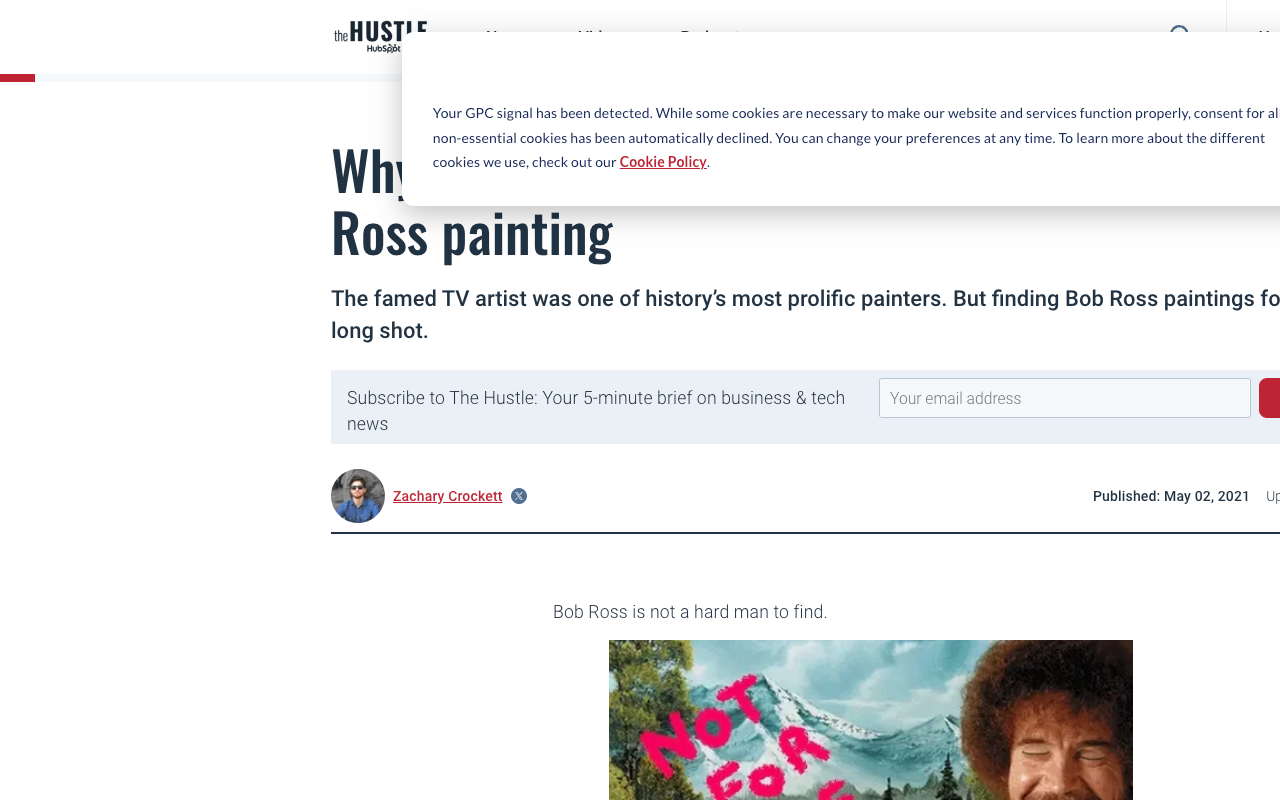 the HUSTLE
HubSpot
Your GPC signal has been detected. While some cookies are necessary to make our website and services function properly, consent for al
non-essential cookies has been automatically declined. You can change your preferences at any time. To learn more about the different
cookies we use, check out our Cookie Policy.
Why
Ross painting
The famed TV artist was one of history’s most prolific painters. But finding Bob Ross paintings fo
long shot.
Subscribe to The Hustle: Your 5-minute brief on business & tech
news
Your email address
Zachary Crockett
Published: May 02, 2021
Up
Bob Ross is not a hard man to find.
NOT
FOR